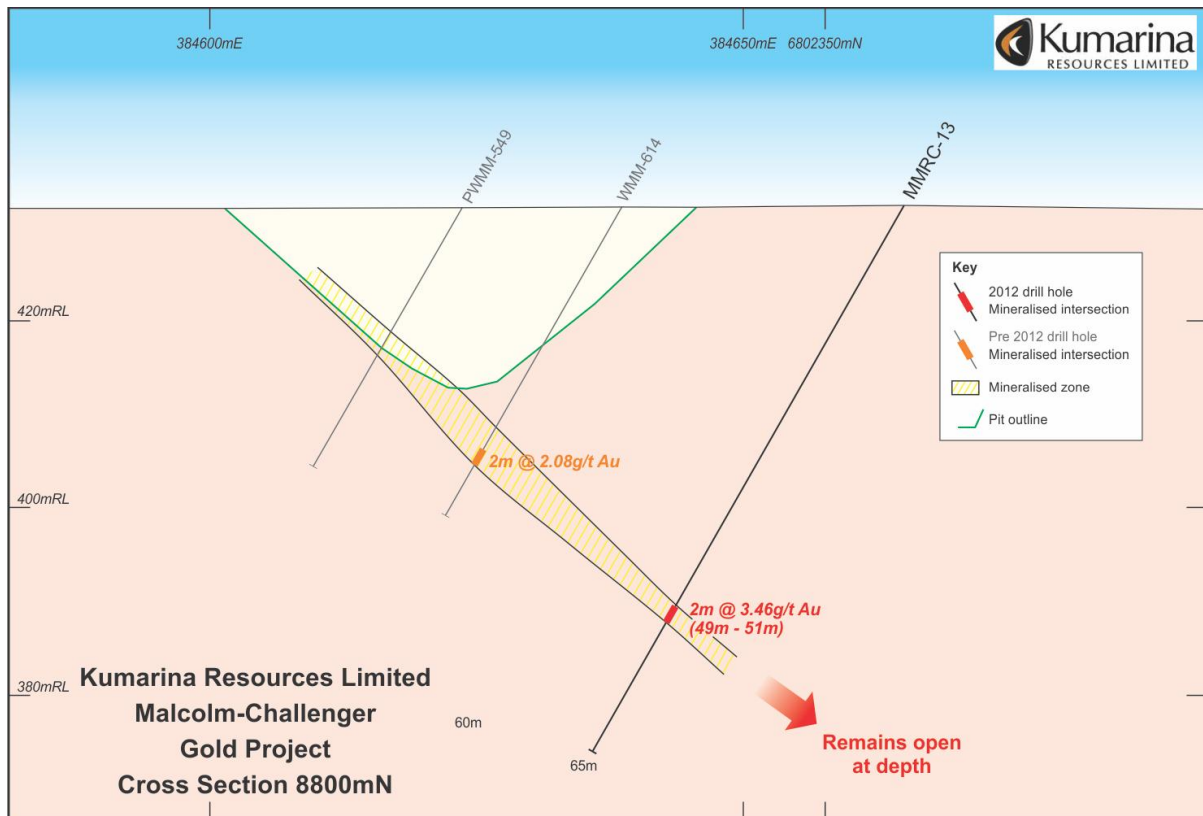 384600mE
384650mE
6802350mN
Kumarina
RESOURCES LIMITED
PWMM-549
WMM-614
MMRC-13
Key
2012 drill hole
Mineralised intersection
Pre 2012 drill hole
Mineralised intersection
Mineralised zone
Pit outline
420mRL
400mRL
380mRL
2m @ 2.08g/t Au
2m @ 3.46g/t Au
(49m - 51m)
Kumarina Resources Limited
Malcolm-Challenger
Gold Project
Cross Section 8800mN
60m
65m
Remains open
at depth